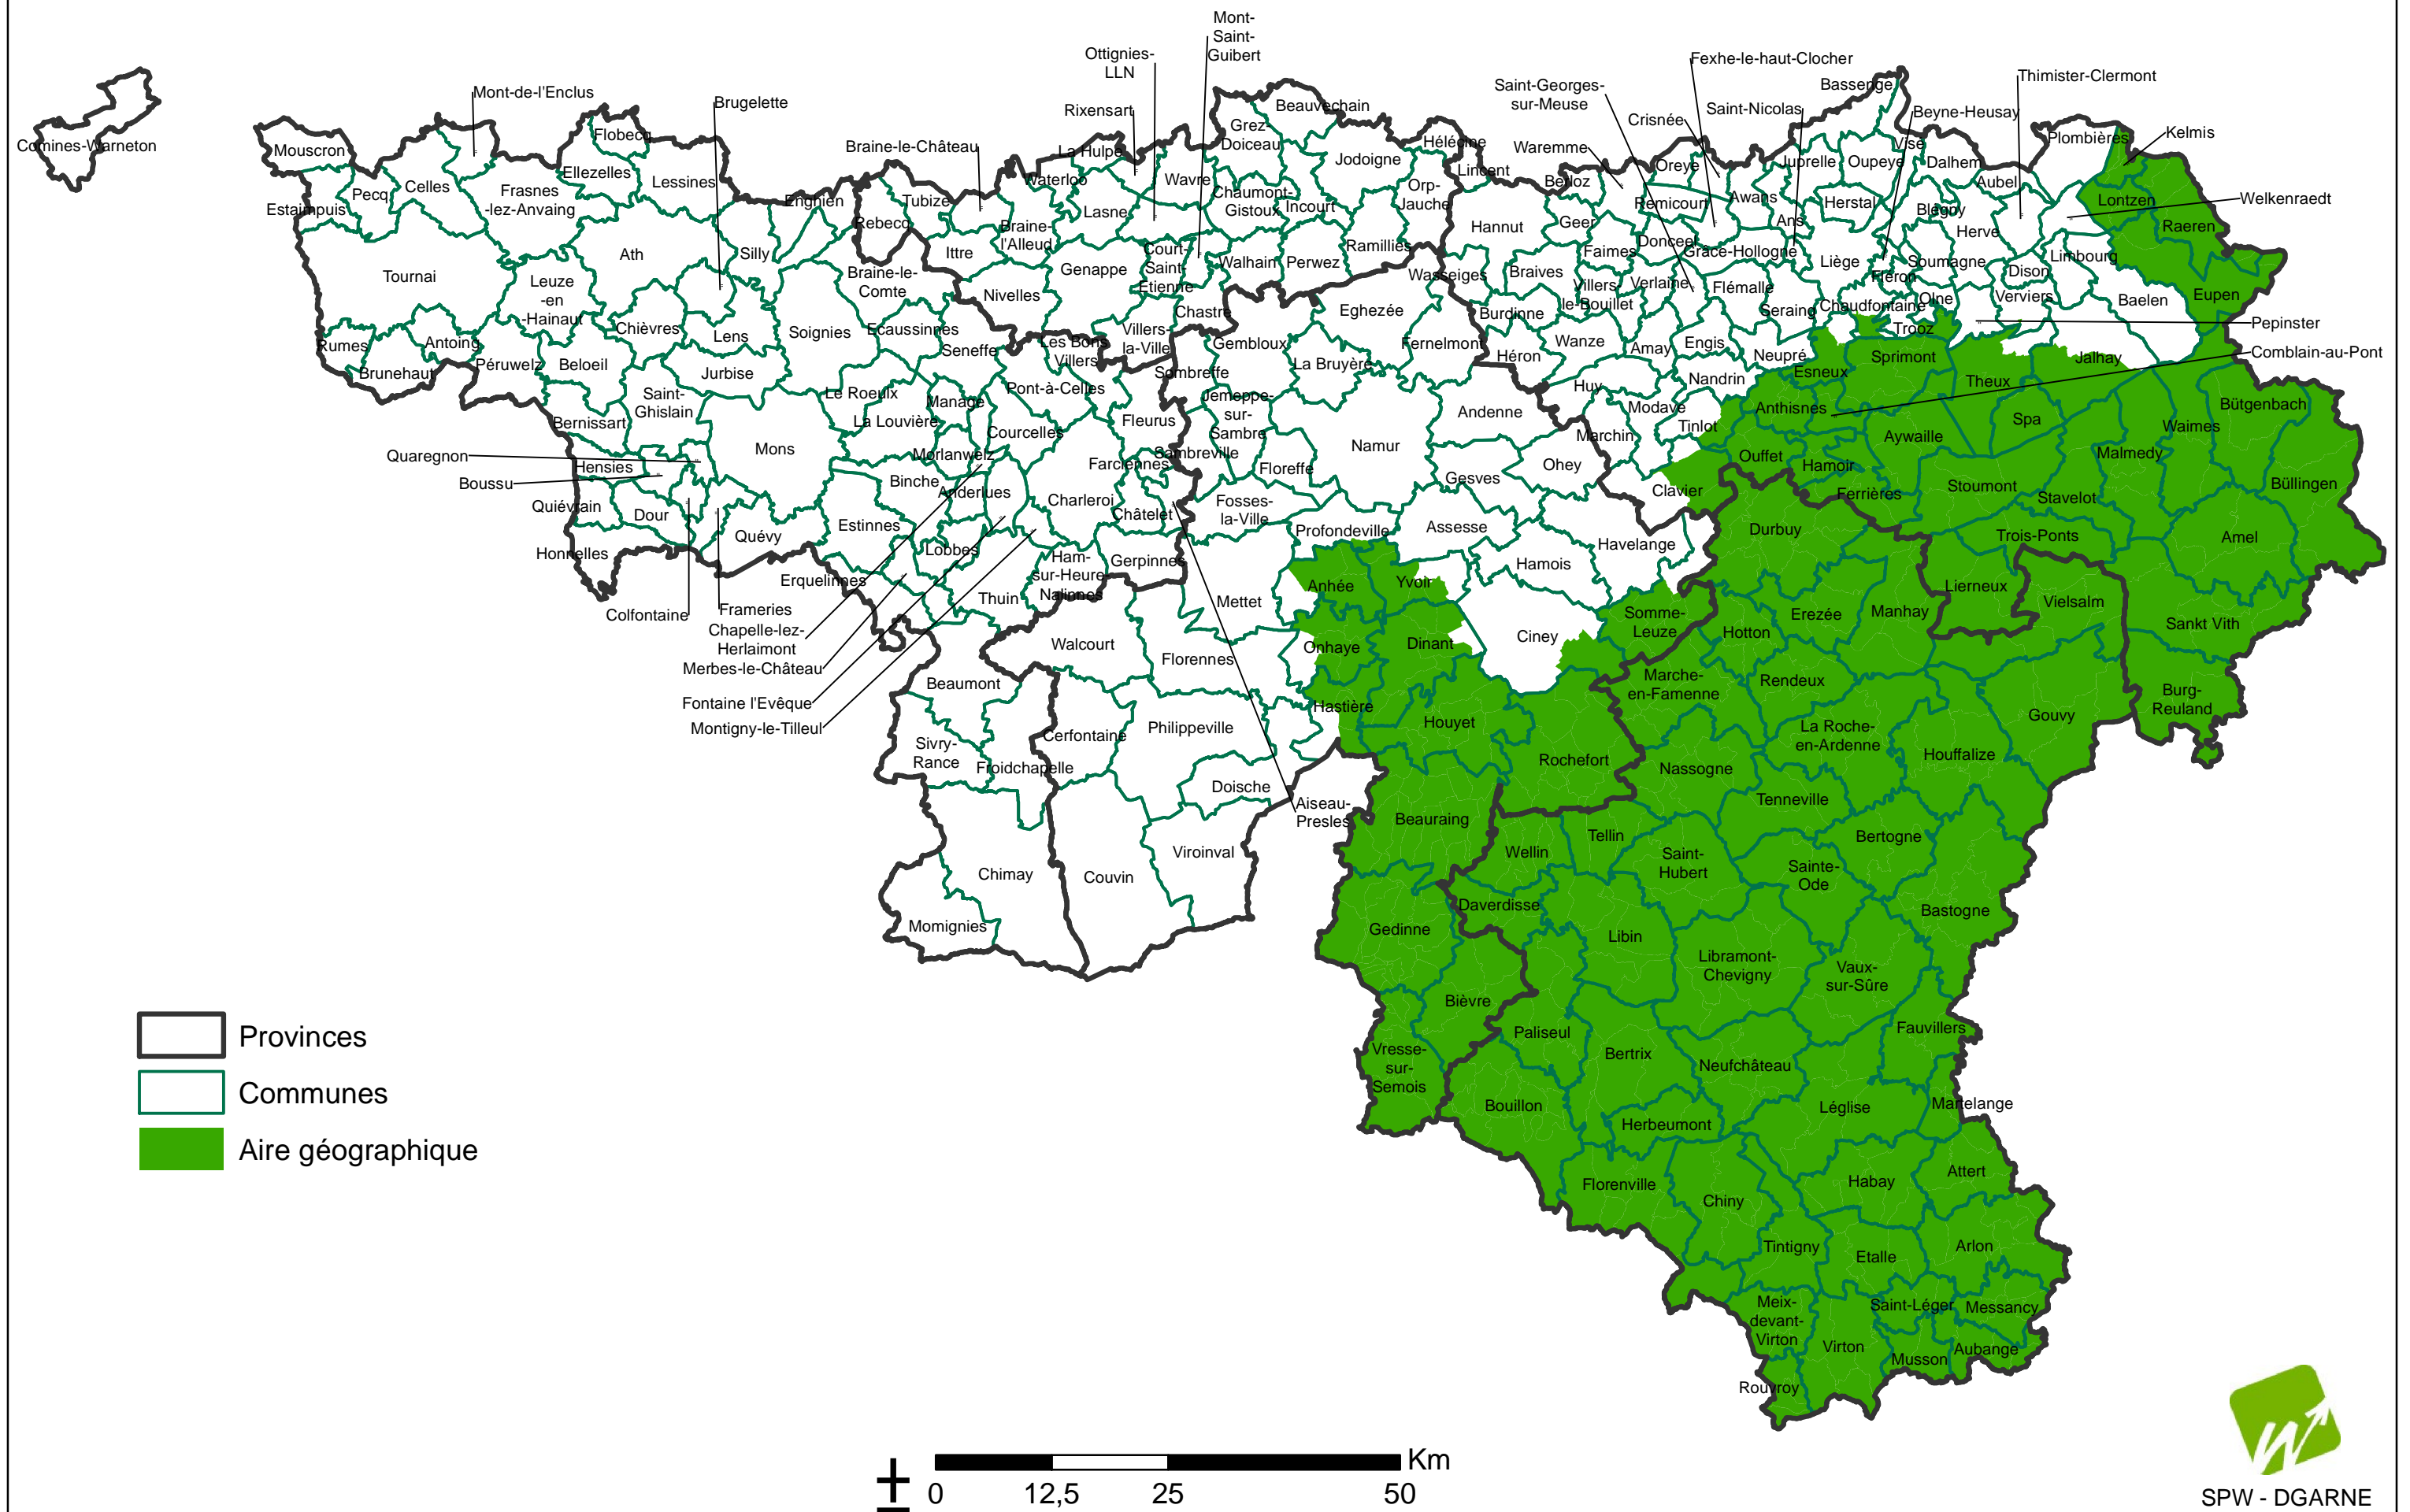 Mont-
Saint-
Guibert
Ottignies-
LLN
Fexhe-le-haut-Clocher
Thimister-Clermont
Saint-Georges-
sur-Meuse
Bassenge
Mont-de-l'Enclus
Brugelette
Rixensart
Beauvechain
Saint-Nicolas
Beyne-Heusay
Crisnée
Comines-Warneton
Mouscron
Flobecq
Braine-le-Château
La Hulpe
Grez-
Doiceau
Hélécine
Waremme
Plombières
Kelmis
Visé
Jodoigne
Lincent
Oreye
Juprelle
Oupeye
Dalhem
Ellezelles
Lessines
Waterloo
Wavre
Berloz
Aubel
Pecq
Celles
Frasnes
-lez-Anvaing
Enghien
Tubize
Chaumont-
Gistoux
Incourt
Orp-
Jauche
Remicourt
Awans
Herstal
Lontzen
Welkenraedt
Estaimpuis
Rebecq
Lasne
Hannut
Geer
Ans
Blégny
Raeren
Braine-
l'Alleud
Herve
Ath
Silly
Ittre
Court-
Saint-
Etienne
Walhain
Perwez
Ramillies
Faimes
Donceel
Grâce-Hollogne
Liège
Soumagne
Limbourg
Tournai
Leuze
-en
-Hainaut
Braine-le-
Comte
Genappe
Wasseiges
Braives
Villers-
le-Bouillet
Verlaine
Flémalle
Fléron
Dison
Nivelles
Chastre
Eghezée
Burdinne
Seraing
Chaudfontaine
Olne
Verviers
Baelen
Eupen
Chièvres
Lens
Soignies
Ecaussinnes
Villers-
la-Ville
Trooz
Pepinster
Rumes
Antoing
Seneffe
Les Bons
Villers
Gembloux
Fernelmont
Héron
Wanze
Amay
Engis
Neupré
Sprimont
Jalhay
Comblain-au-Pont
Brunehaut
Péruwelz
Beloeil
Jurbise
Sombreffe
La Bruyère
Esneux
Theux
Saint-
Ghislain
Le Roeulx
Manage
Pont-à-Celles
Jemeppe-
sur-
Sambre
Huy
Nandrin
Bernissart
La Louvière
Courcelles
Fleurus
Andenne
Modave
Tinlot
Anthisnes
Spa
Waimes
Bütgenbach
Quaregnon
Hensies
Mons
Morlanwelz
Farciennes
Sambreville
Namur
Marchin
Aywaille
Malmedy
Boussu
Binche
Anderlues
Charleroi
Floreffe
Gesves
Ohey
Ouffet
Hamoir
Büllingen
Quiévrain
Dour
Estinnes
Châtelet
Fosses-
la-Ville
Clavier
Ferrières
Stoumont
Stavelot
Quévy
Profondeville
Assesse
Durbuy
Trois-Ponts
Amel
Honnelles
Lobbes
Ham-
sur-Heure
Nalinnes
Gerpinnes
Hamois
Havelange
Erquelinnes
Thuin
Mettet
Anhée
Yvoir
Lierneux
Vielsalm
Colfontaine
Frameries
Chapelle-lez-
Herlaimont
Merbes-le-Château
Fontaine l'Evêque
Montigny-le-Tilleul
Walcourt
Florennes
Onhaye
Dinant
Ciney
Somme-
Leuze
Hotton
Erezée
Manhay
Sankt Vith
Beaumont
Marche-
en-Famenne
Rendeux
Burg-
Reuland
Hastière
Houyet
Gouvy
Sivry-
Rance
Froidchapelle
Cerfontaine
Philippeville
La Roche-
en-Ardenne
Houffalize
Rochefort
Nassogne
Doische
Aiseau-
Presles
Tenneville
Beauraing
Bertogne
Chimay
Couvin
Viroinval
Wellin
Tellin
Saint-
Hubert
Sainte-
Ode
Momignies
Daverdisse
Bastogne
Gedinne
Libin
Libramont-
Chevigny
Vaux-
sur-Sûre
Bièvre
Provinces
Paliseul
Fauvillers
Vresse-
sur-
Semois
Bertrix
Neufchâteau
Communes
Bouillon
Herbeumont
Léglise
Martelange
Aire géographique
Florenville
Chiny
Habay
Attert
Tintigny
Etalle
Arlon
Meix-
devant-
Virton
Saint-Léger
Messancy
Virton
Musson
Aubange
Rouvroy
Km
0 12,5 25 50
SPW - DGARNE